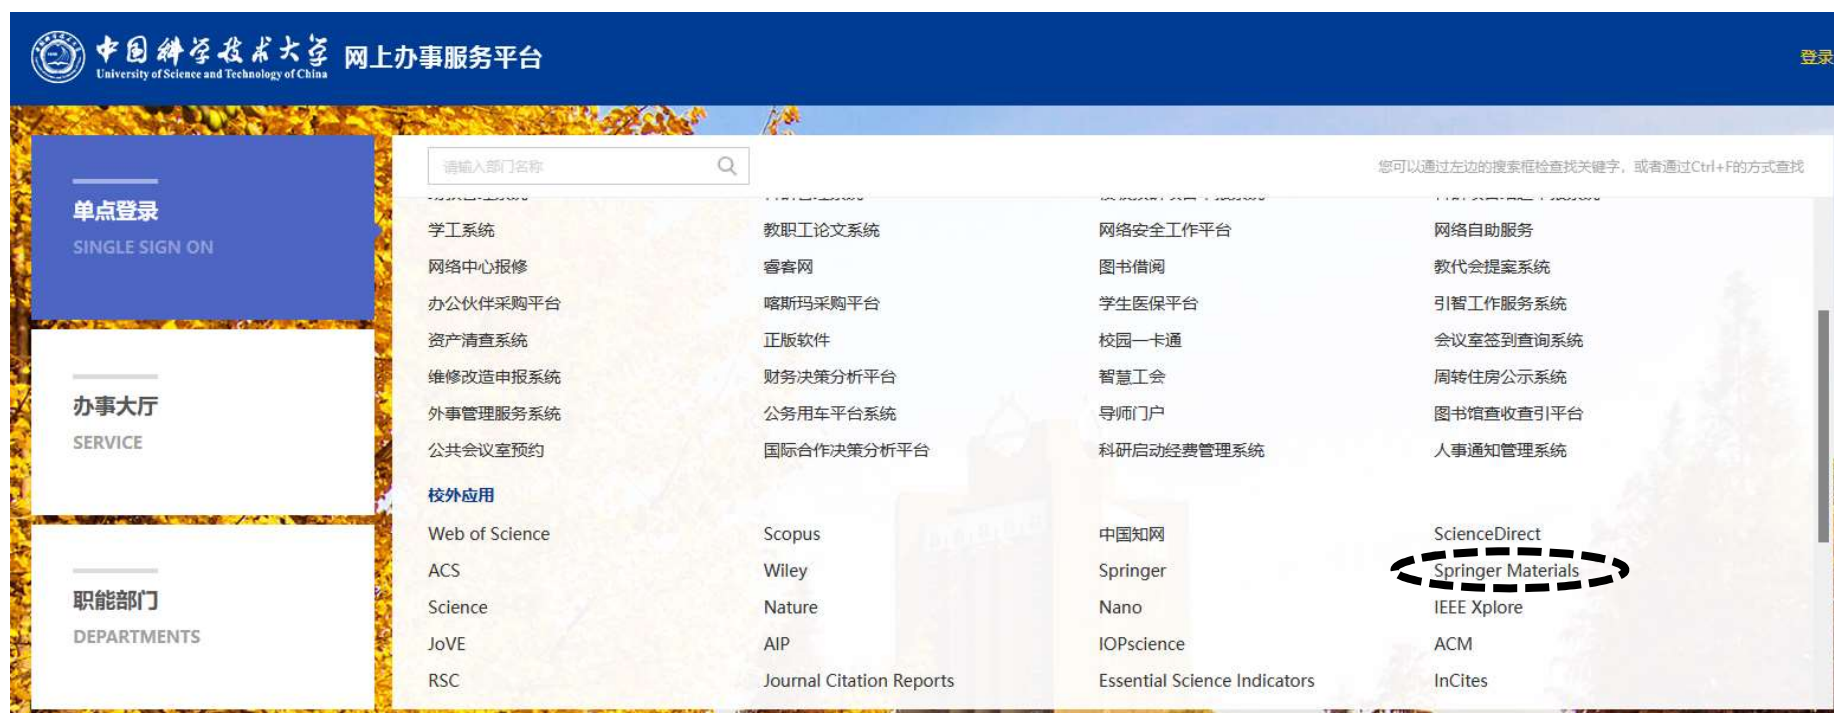 中国科学技术大学 网上办事服务平台
University of Science and Technology of China
登录
请输入部门名称
您可以通过左边的搜索框检查找关键字，或者通过Ctrl+F的方式查找
单点登录
SINGLE SIGN ON
办事大厅
SERVICE
职能部门
DEPARTMENTS
学工系统 教职工论文系统 网络安全工作平台 网络自助服务
网络中心报修 睿客网 图书借阅 教代会提案系统
办公伙伴采购平台 喀斯玛采购平台 学生医保平台 引智工作服务系统
资产清查系统 正版软件 校园一卡通 会议室签到查询系统
维修改造申报系统 财务决策分析平台 智慧工会 周转住房公示系统
外事管理服务系统 公务用车平台系统 导师门户 图书馆查收查引平台
公共会议室预约 国际合作决策分析平台 科研启动经费管理系统 人事通知管理系统
校外应用
Web of Science Scopus 中国知网 ScienceDirect
ACS Wiley Springer Springer Materials
Science Nature Nano IEEE Xplore
JoVE AIP IOPscience ACM
RSC Journal Citation Reports Essential Science Indicators InCites